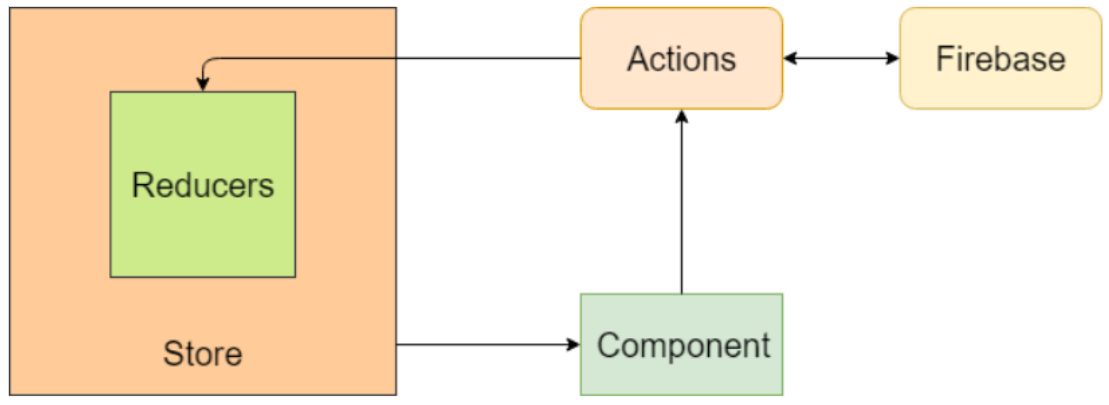 Actions
Firebase
Reducers
Store
Component